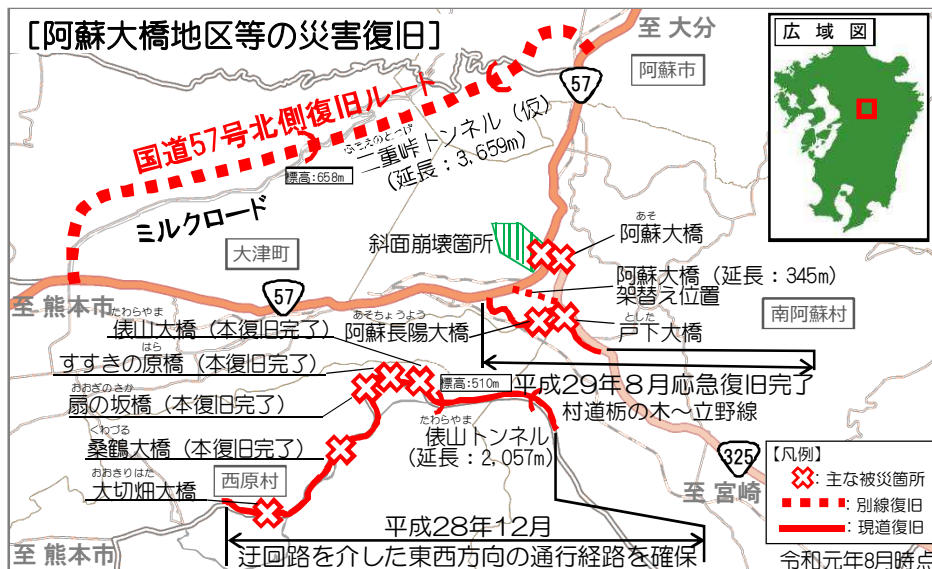 [阿蘇大橋地区等の災害復旧]
至 大分
広域図
阿蘇市
57
国道57号北側復旧ルート
ふたえのとうげ
二重峠トンネル(仮)
(延長:3,659m)
標高:658m
ミルクロード
斜面崩壊箇所
あそ
阿蘇大橋
大津町
阿蘇大橋(延長:345m)
架替え位置
至 熊本市
57
南阿蘇村
たわらやま
俵山大橋(本復旧完了)
あそちょうよう
阿蘇長陽大橋
とした
戸下大橋
はら
すすきの原橋(本復旧完了)
標高:510m
平成29年8月応急復旧完了
村道栃の木~立野線
おおぎのさか
扇の坂橋(本復旧完了)
くわづる
桑鶴大橋(本復旧完了)
たわらやま
俵山トンネル
(延長:2,057m)
おおきりはた
大切畑大橋
西原村
325
至 宮崎
【凡例】
:主な被災箇所
:別線復旧
:現道復旧
平成28年12月
迂回路を介した東西方向の通行経路を確保
至 熊本市
令和元年8月時点